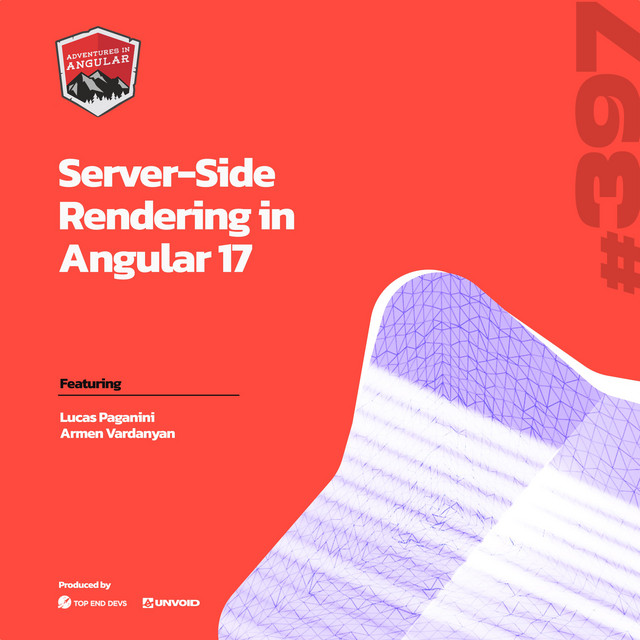 ADVENTURES IN
ANGULAR
#397
Server-Side
Rendering in
Angular 17
Featuring
Lucas Paganini
Armen Vardanyan
Produced by
TOP END DEVS
UNVOID